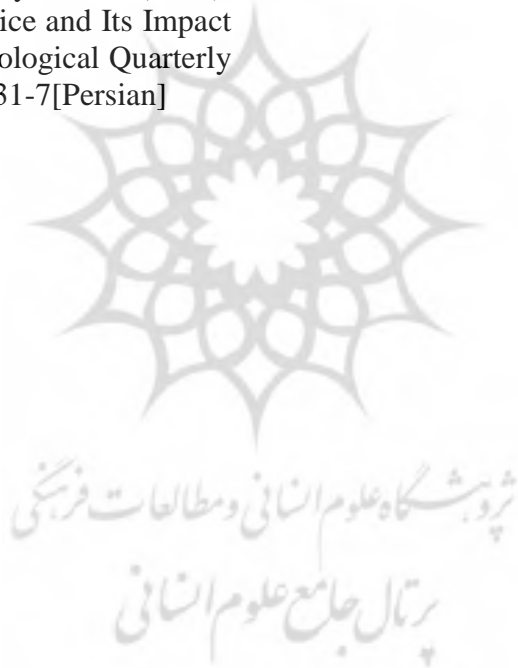 ice and Its Impact
ological Quarterly
31-7[Persian]
پژوهشگاه علوم انسانی و مطالعات فرهنگی
پرتال جامع علوم انسانی